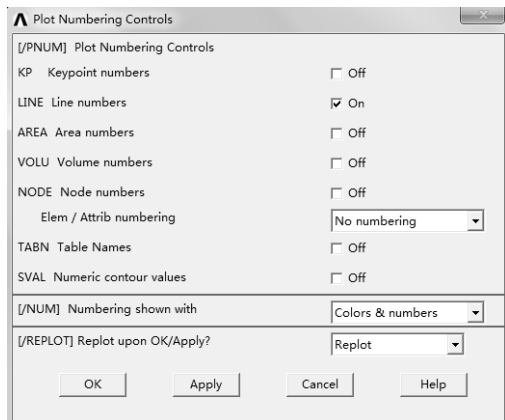 Plot Numbering Controls
[/PNUM] Plot Numbering Controls
KP Keypoint numbers Off
LINE Line numbers On
AREA Area numbers Off
VOLU Volume numbers Off
NODE Node numbers Off
Elem / Attrib numbering No numbering
TABN Table Names Off
SVAL Numeric contour values Off
[/NUM] Numbering shown with Colors & numbers
[/REPLOT] Replot upon OK/Apply? Replot
OK Apply Cancel Help